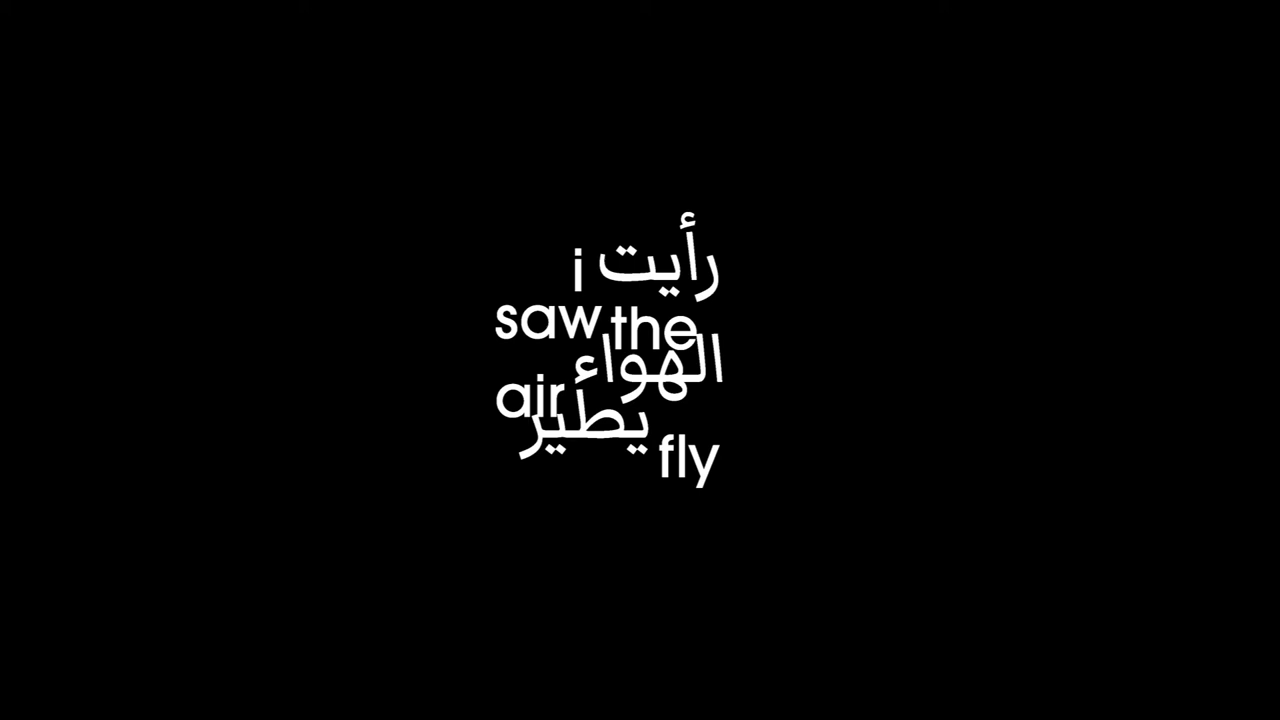 رأيت i
saw the
الهواء
air
يطير
fly